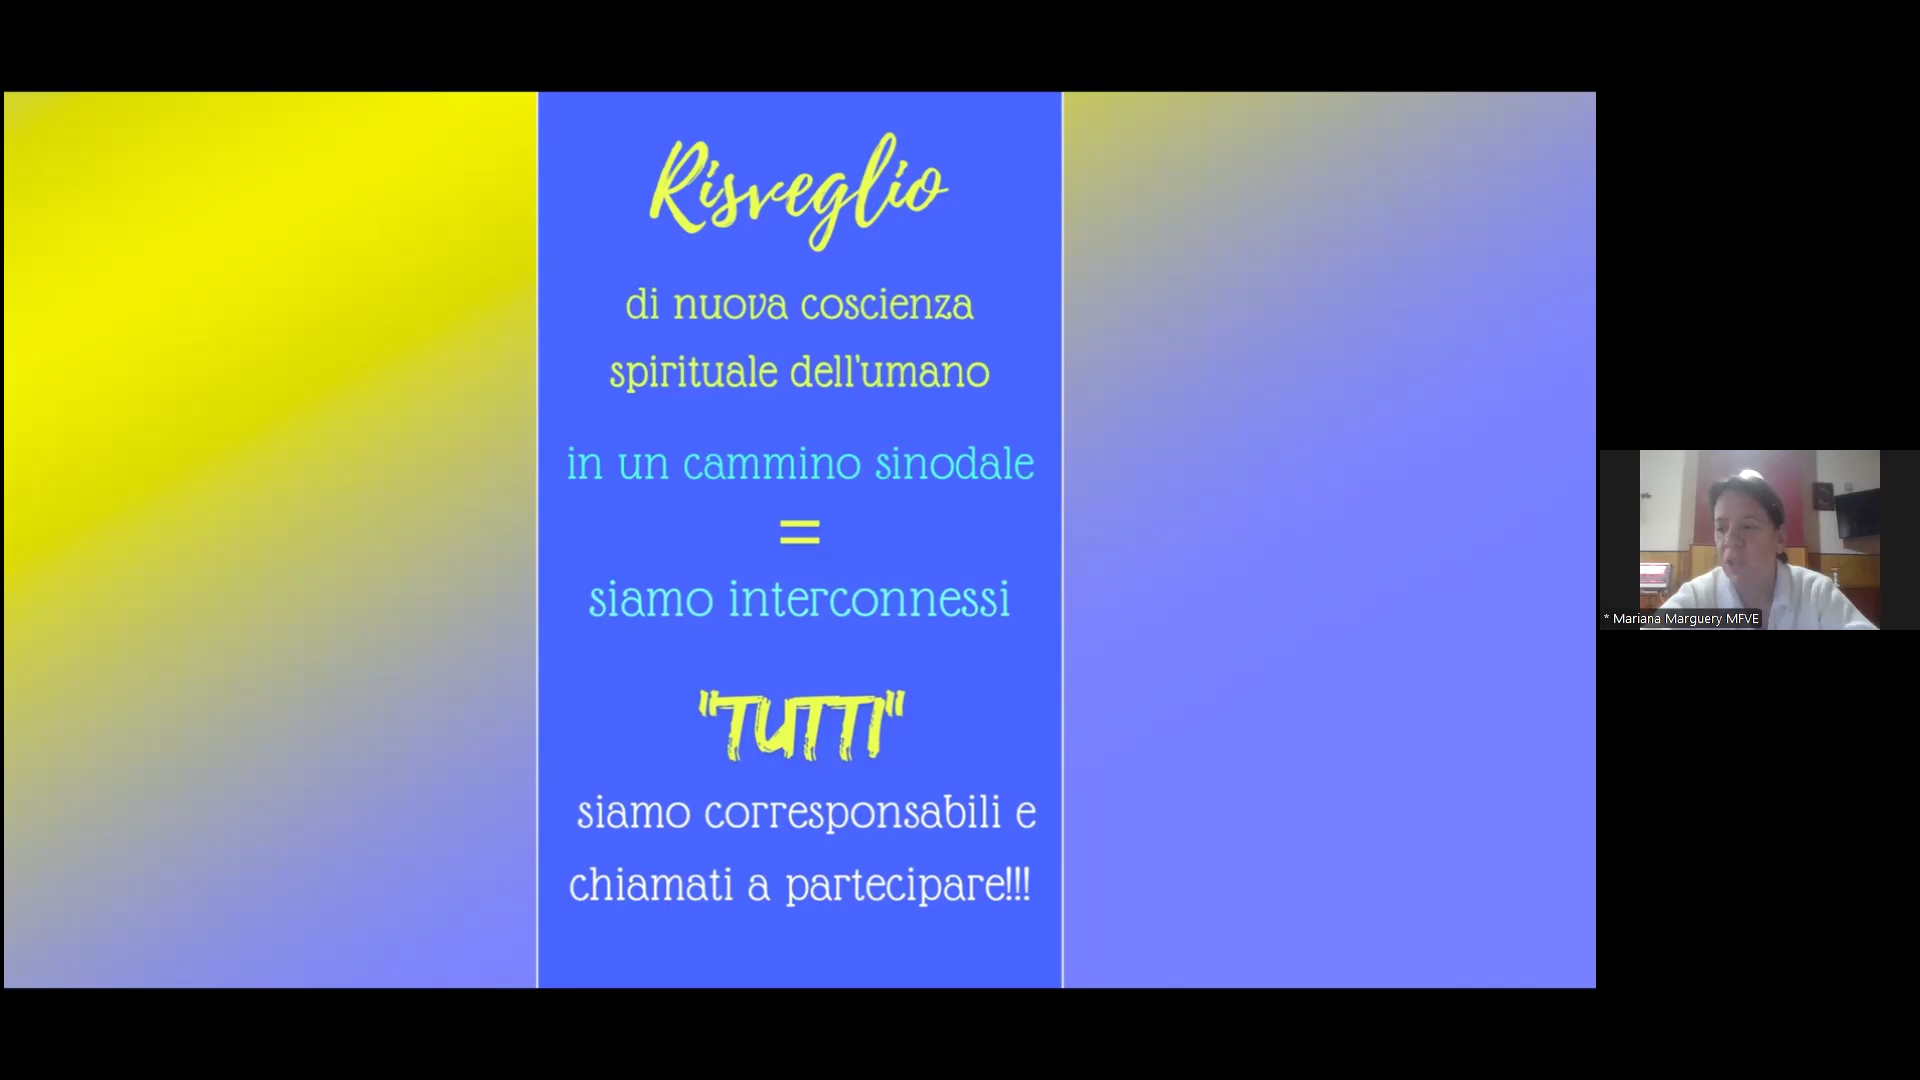 Risveglio
di nuova coscienza
spirituale dell'umano
in un cammino sinodale
=
siamo interconnessi
"TUTTI"
siamo corresponsabili e
chiamati a partecipare!!!
* Mariana Marguery MFVE